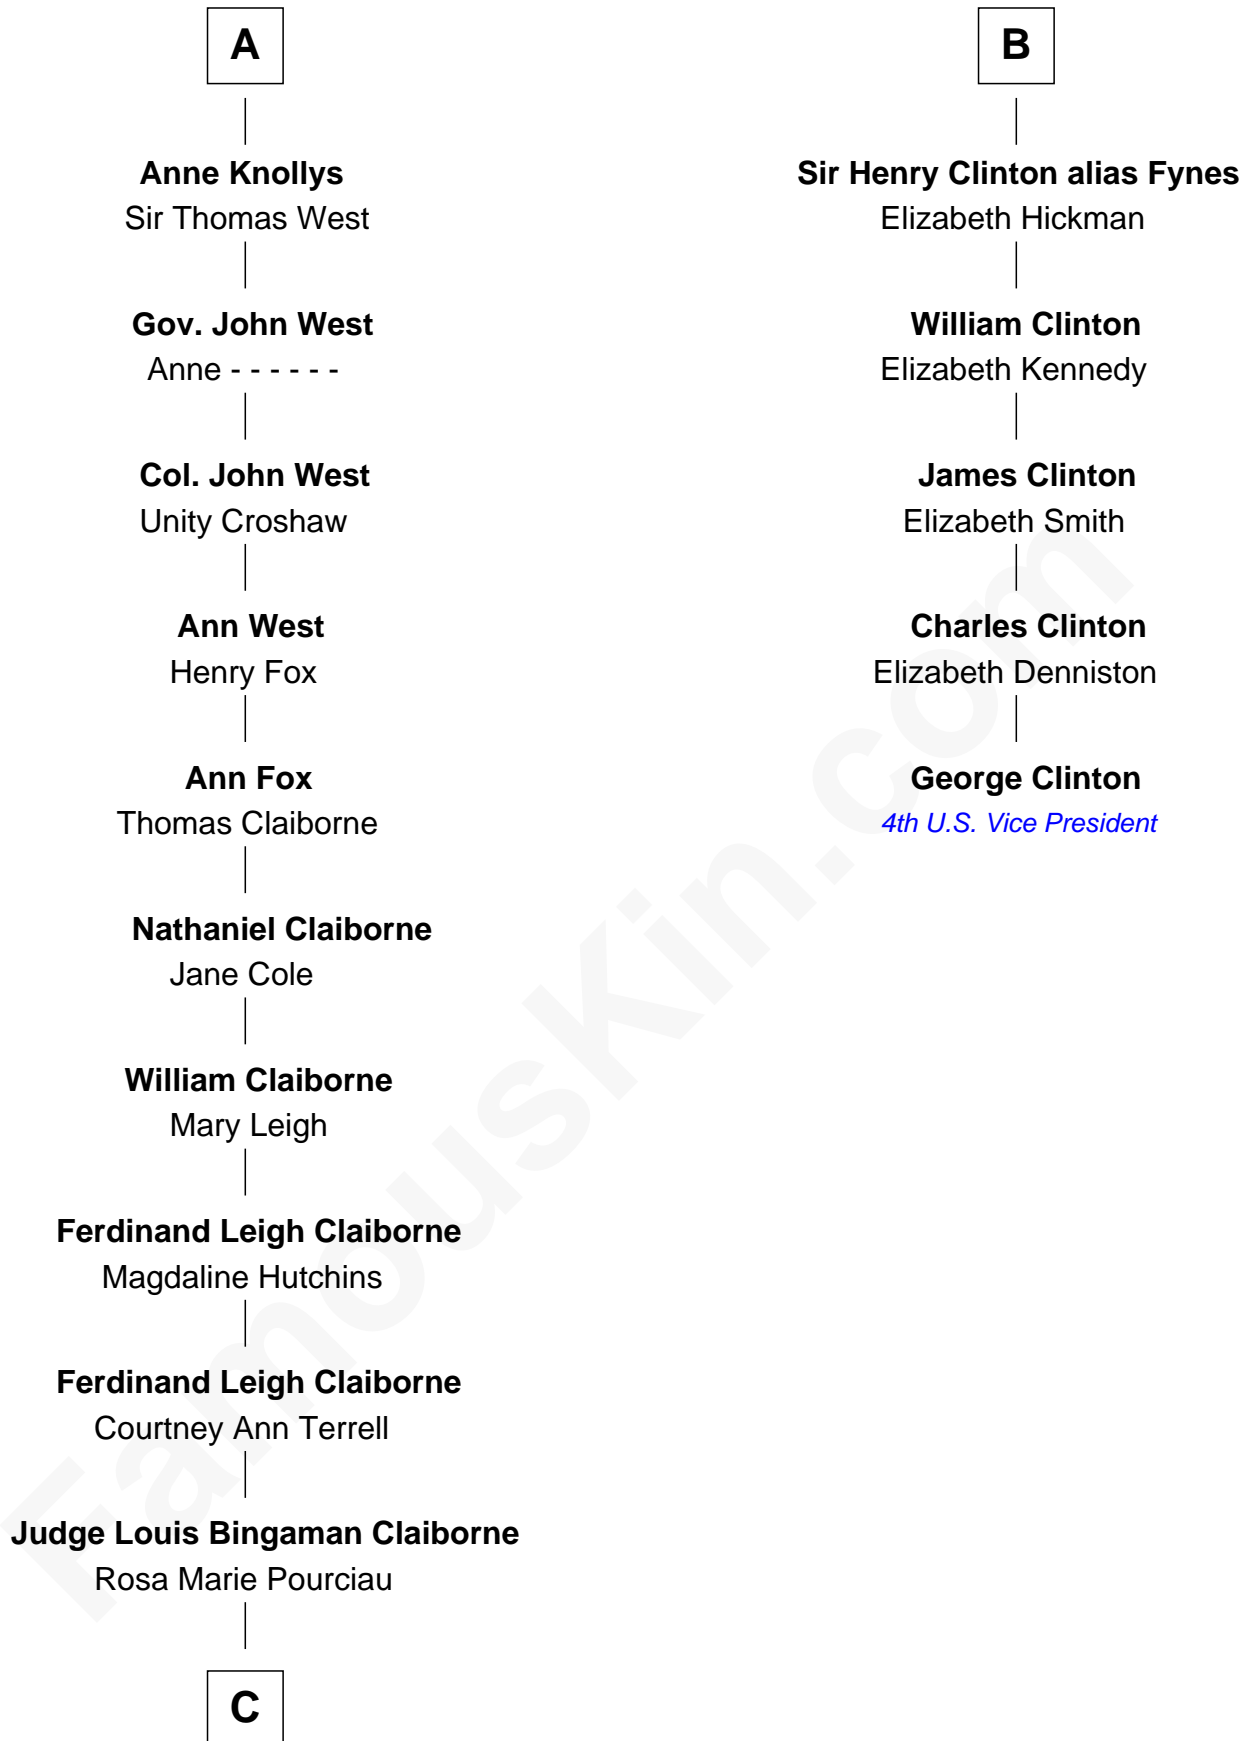 A
Anne Knollys
Sir Thomas West
Gov. John West
Anne - - - - - -
Col. John West
Unity Croshaw
Ann West
Henry Fox
Ann Fox
Thomas Claiborne
Nathaniel Claiborne
Jane Cole
William Claiborne
Mary Leigh
Ferdinand Leigh Claiborne
Magdaline Hutchins
Ferdinand Leigh Claiborne
Courtney Ann Terrell
Judge Louis Bingaman Claiborne
Rosa Marie Pourciau
C
B
Sir Henry Clinton alias Fynes
Elizabeth Hickman
William Clinton
Elizabeth Kennedy
James Clinton
Elizabeth Smith
Charles Clinton
Elizabeth Denniston
George Clinton
4th U.S. Vice President
FamousKin.com